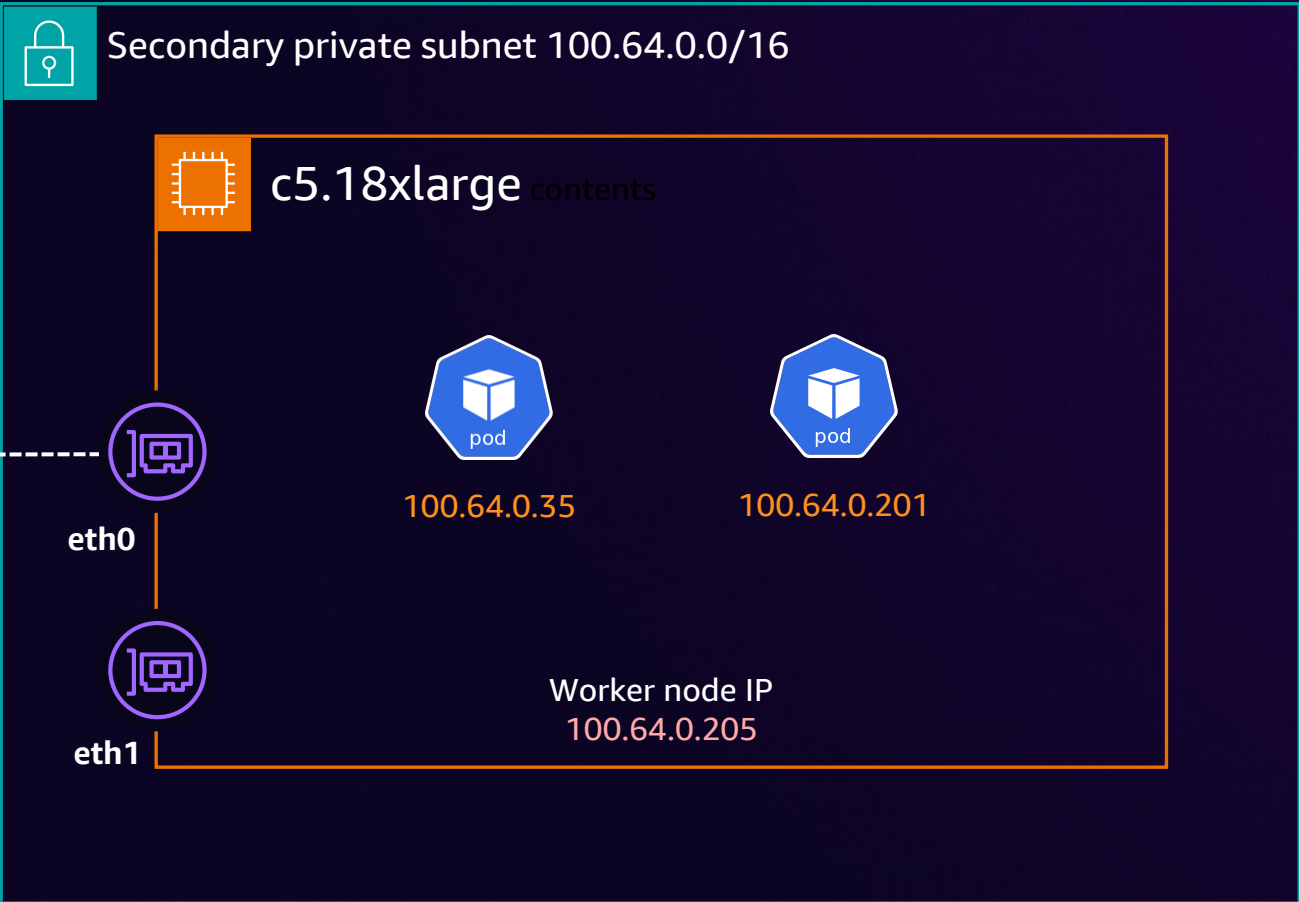 Secondary private subnet 100.64.0.0/16
c5.18xlarge contents
pod
pod
100.64.0.35
100.64.0.201
eth0
Worker node IP
100.64.0.205
eth1